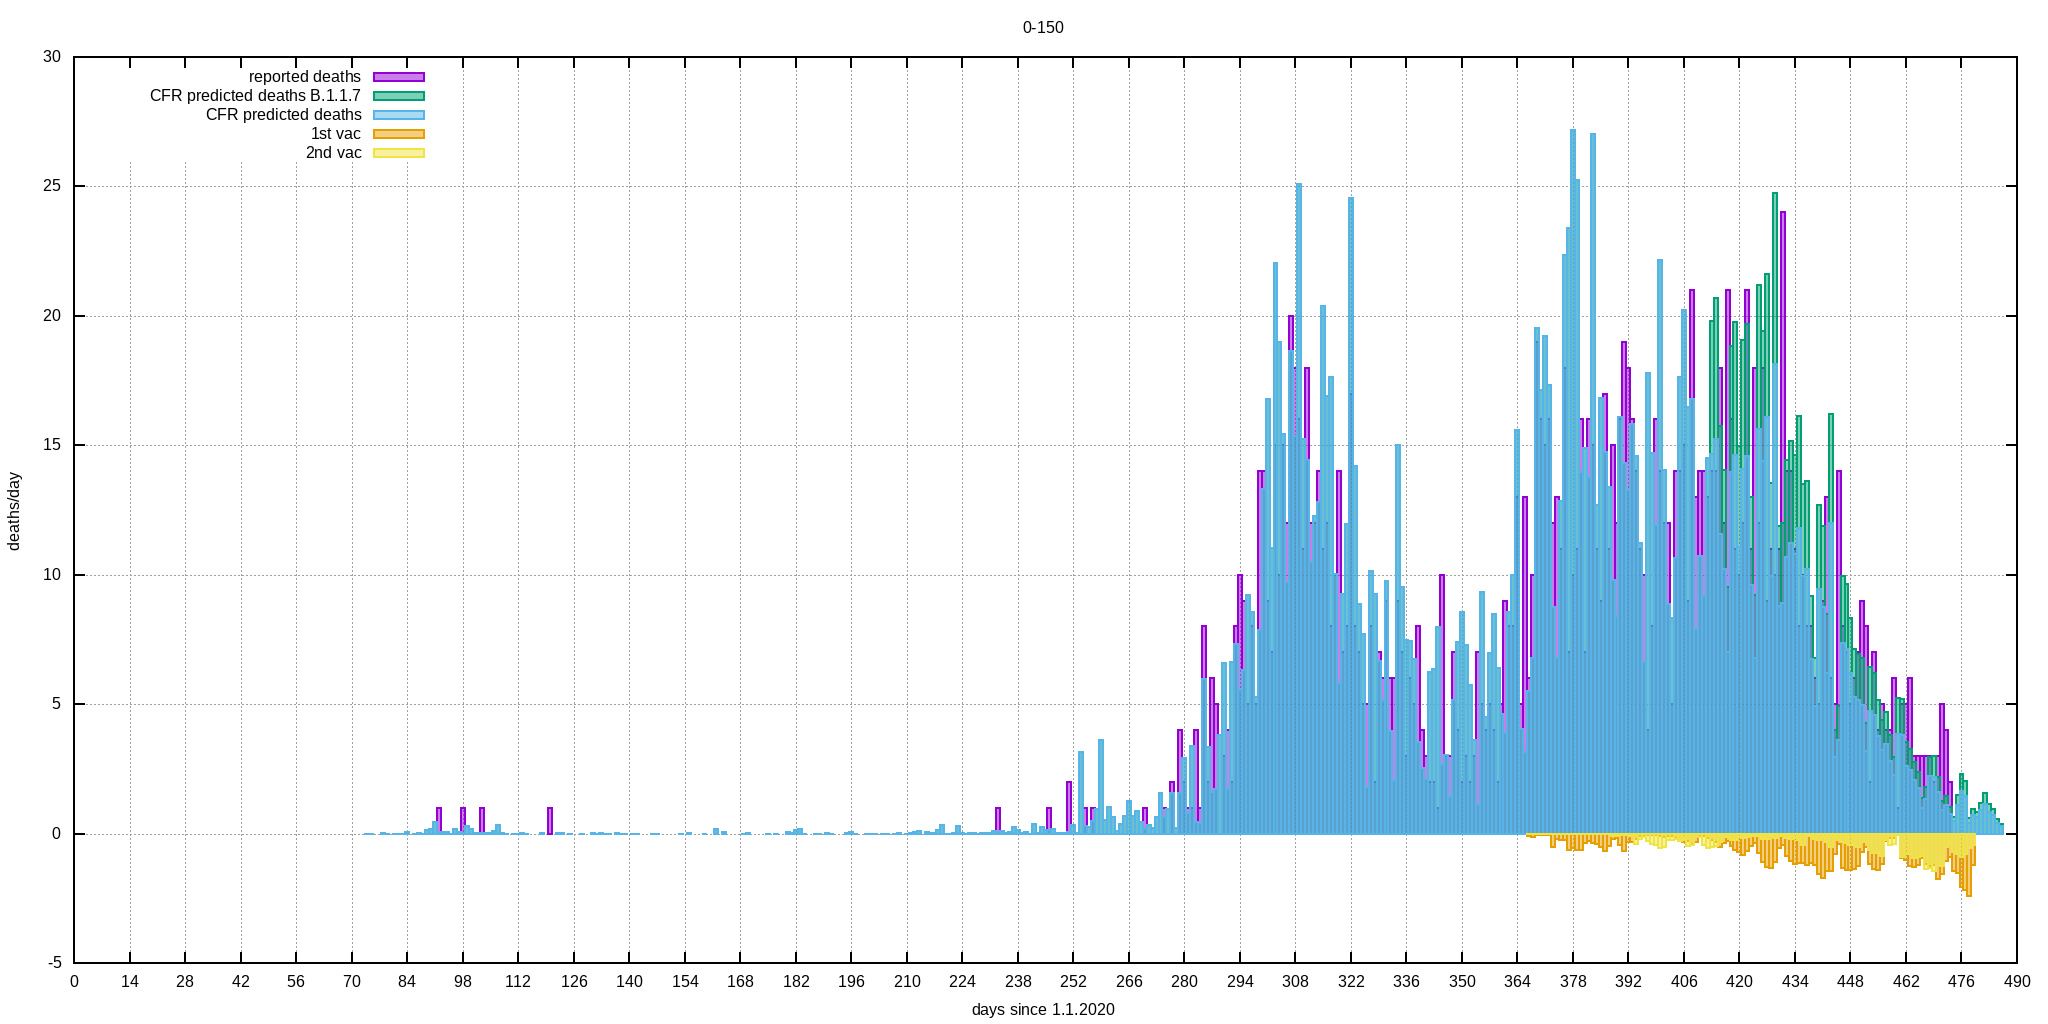 0-150
30
25
20
15
10
5
0
-5
deaths/day
reported deaths
CFR predicted deaths B.1.1.7
CFR predicted deaths
1st vac
2nd vac
0 14 28 42 56 70 84 98 112 126 140 154 168 182 196 210 224 238 252 266 280 294 308 322 336 350 364 378 392 406 420 434 448 462 476 490
days since 1.1.2020